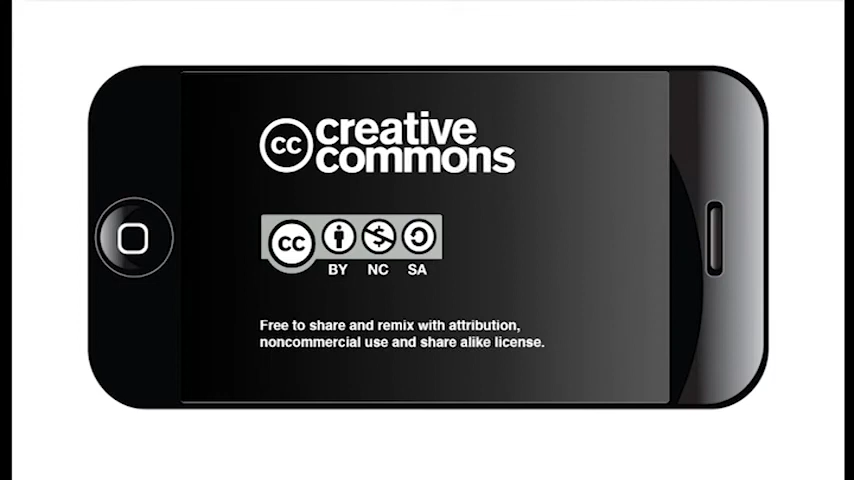 cc creative
commons
cc
BY NC SA
Free to share and remix with attribution,
noncommercial use and share alike license.